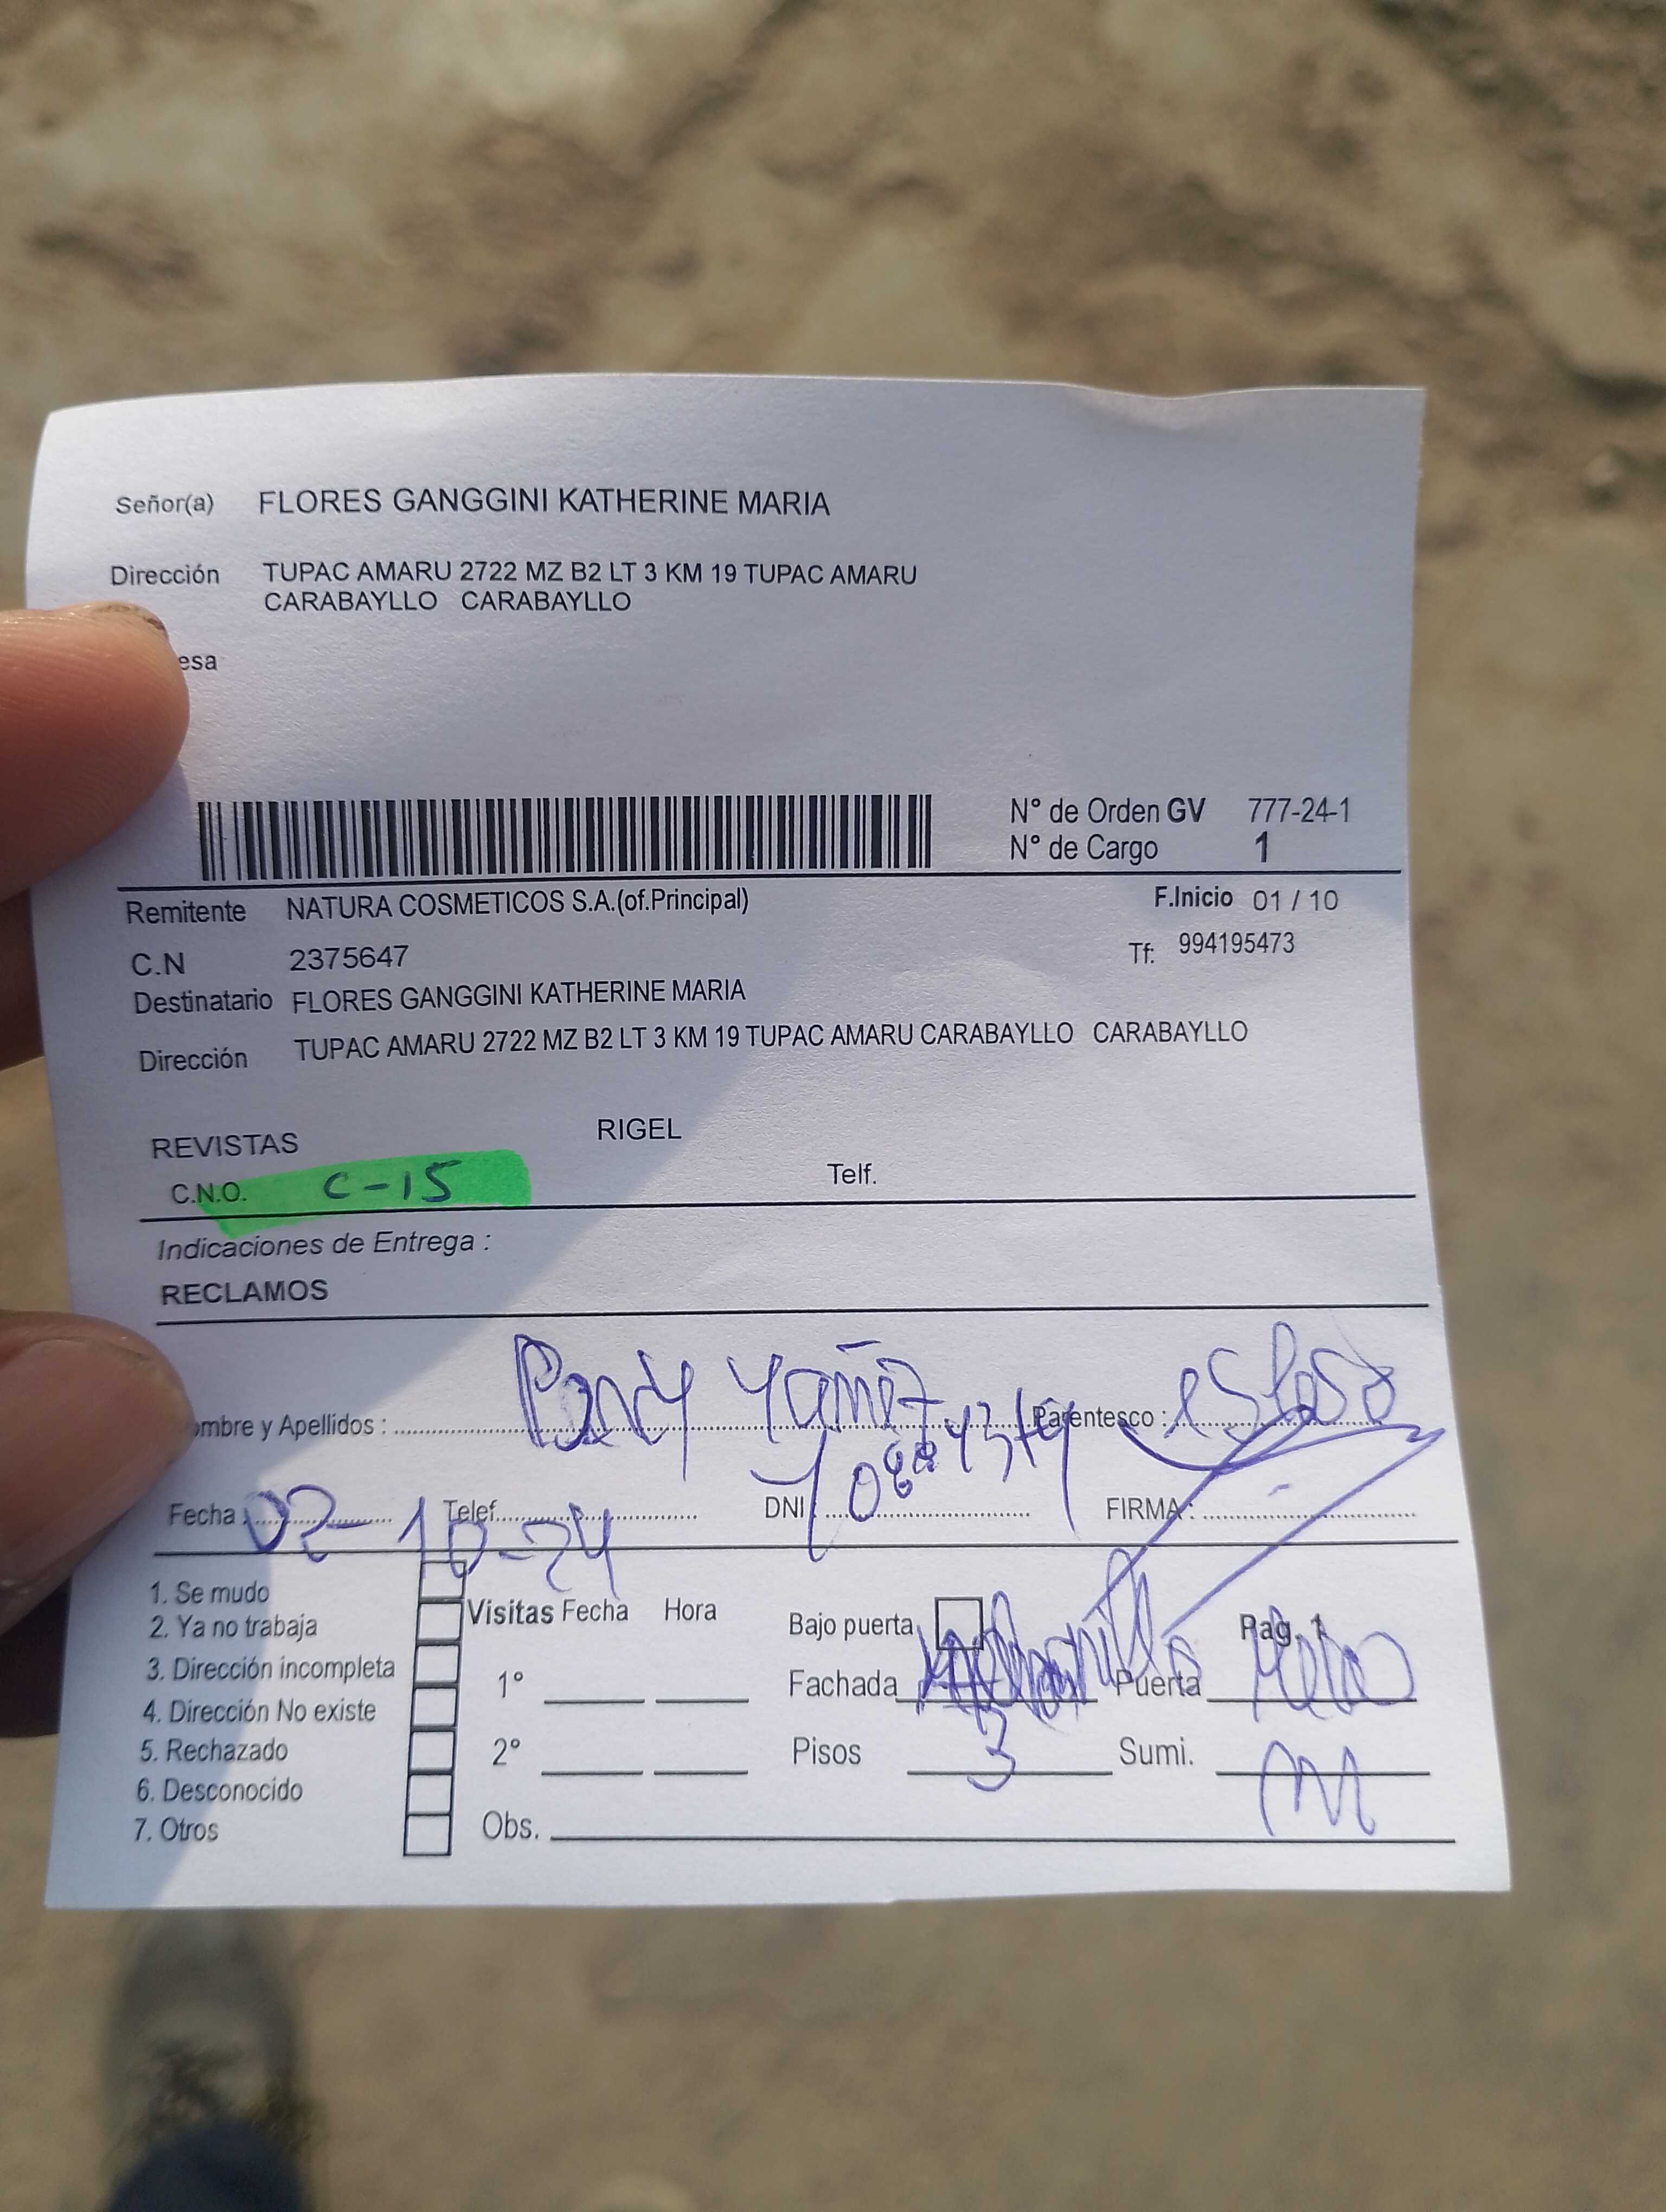 Señor(a) FLORES GANGGINI KATHERINE MARIA
Dirección TUPAC AMARU 2722 MZ B2 LT 3 KM 19 TUPAC AMARU
CARABAYLLO CARABAYLLO
esa
N° de Orden GV 777-24-1
N° de Cargo 1
Remitente NATURA COSMETICOS S.A.(of.Principal) F.Inicio 01 / 10
C.N 2375647 Tf: 994195473
Destinatario FLORES GANGGINI KATHERINE MARIA
Dirección TUPAC AMARU 2722 MZ B2 LT 3 KM 19 TUPAC AMARU CARABAYLLO CARABAYLLO
REVISTAS RIGEL
C.N.O. C-15 Telf.
Indicaciones de Entrega :
RECLAMOS
ombre y Apellidos : Yañez Parentesco : esposo
Fecha : 02-10-24 Telef. DNI : FIRMA :
1. Se mudo
2. Ya no trabaja
3. Dirección incompleta
4. Dirección No existe
5. Rechazado
6. Desconocido
7. Otros
Visitas Fecha Hora
1°
2°
Obs.
Bajo puerta Pag. 1
Fachada Puerta
Pisos 3 Sumi.